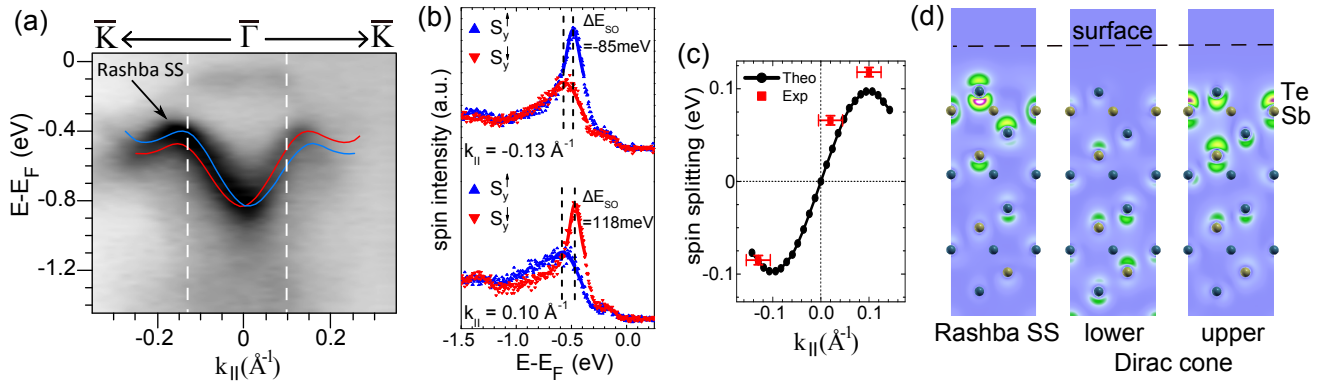 (a)
K̅ Γ̅ K̅
Rashba SS
E-E_F (eV)
0
-0.4
-0.8
-1.2
-0.2 0 0.2
k_||(Å⁻¹)
(b)
spin intensity (a.u.)
S_y↑
S_y↓
ΔE_SO
=-85meV
k_|| = -0.13 Å⁻¹
S_y↑
S_y↓
ΔE_SO
=118meV
k_|| = 0.10 Å⁻¹
-1.5 -1.0 -0.5 0.0
E-E_F (eV)
(c)
spin splitting (eV)
Theo
Exp
0.1
0
-0.1
-0.1 0.0 0.1
k_||(Å⁻¹)
(d)
surface
Te
Sb
Rashba SS lower upper
Dirac cone